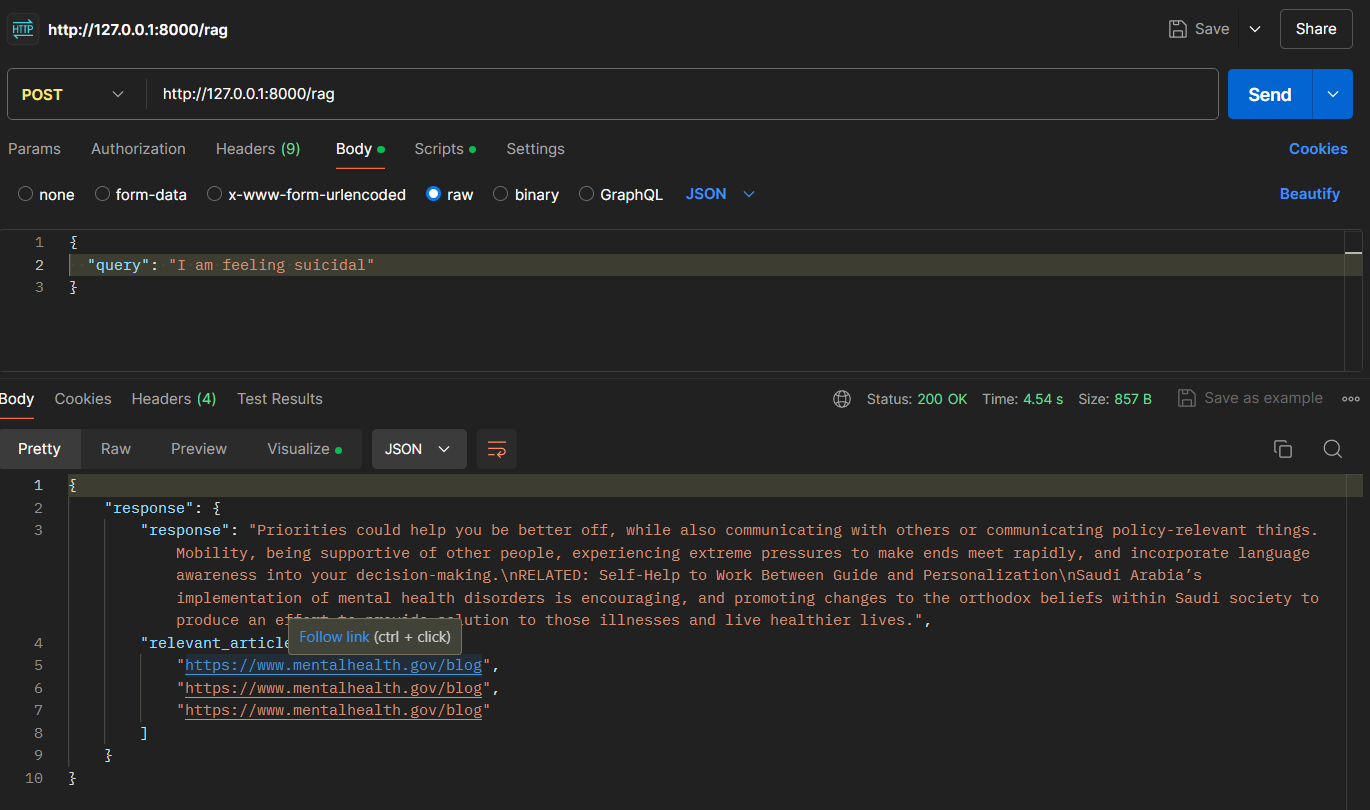 HTTP http://127.0.0.1:8000/rag Save Share
POST http://127.0.0.1:8000/rag Send
Params Authorization Headers (9) Body Scripts Settings Cookies
none form-data x-www-form-urlencoded raw binary GraphQL JSON Beautify
1 {
2 "query": "I am feeling suicidal"
3 }
Body Cookies Headers (4) Test Results Status: 200 OK Time: 4.54 s Size: 857 B Save as example
Pretty Raw Preview Visualize JSON
1 {
2 "response": {
3 "response": "Priorities could help you be better off, while also communicating with others or communicating policy-relevant things.
Mobility, being supportive of other people, experiencing extreme pressures to make ends meet rapidly, and incorporate language
awareness into your decision-making.\nRELATED: Self-Help to Work Between Guide and Personalization\nSaudi Arabia’s
implementation of mental health disorders is encouraging, and promoting changes to the orthodox beliefs within Saudi society to
produce an effort to provide solution to those illnesses and live healthier lives.",
Follow link (ctrl + click)
4 "relevant_article
5 "https://www.mentalhealth.gov/blog",
6 "https://www.mentalhealth.gov/blog",
7 "https://www.mentalhealth.gov/blog"
8 ]
9 }
10 }